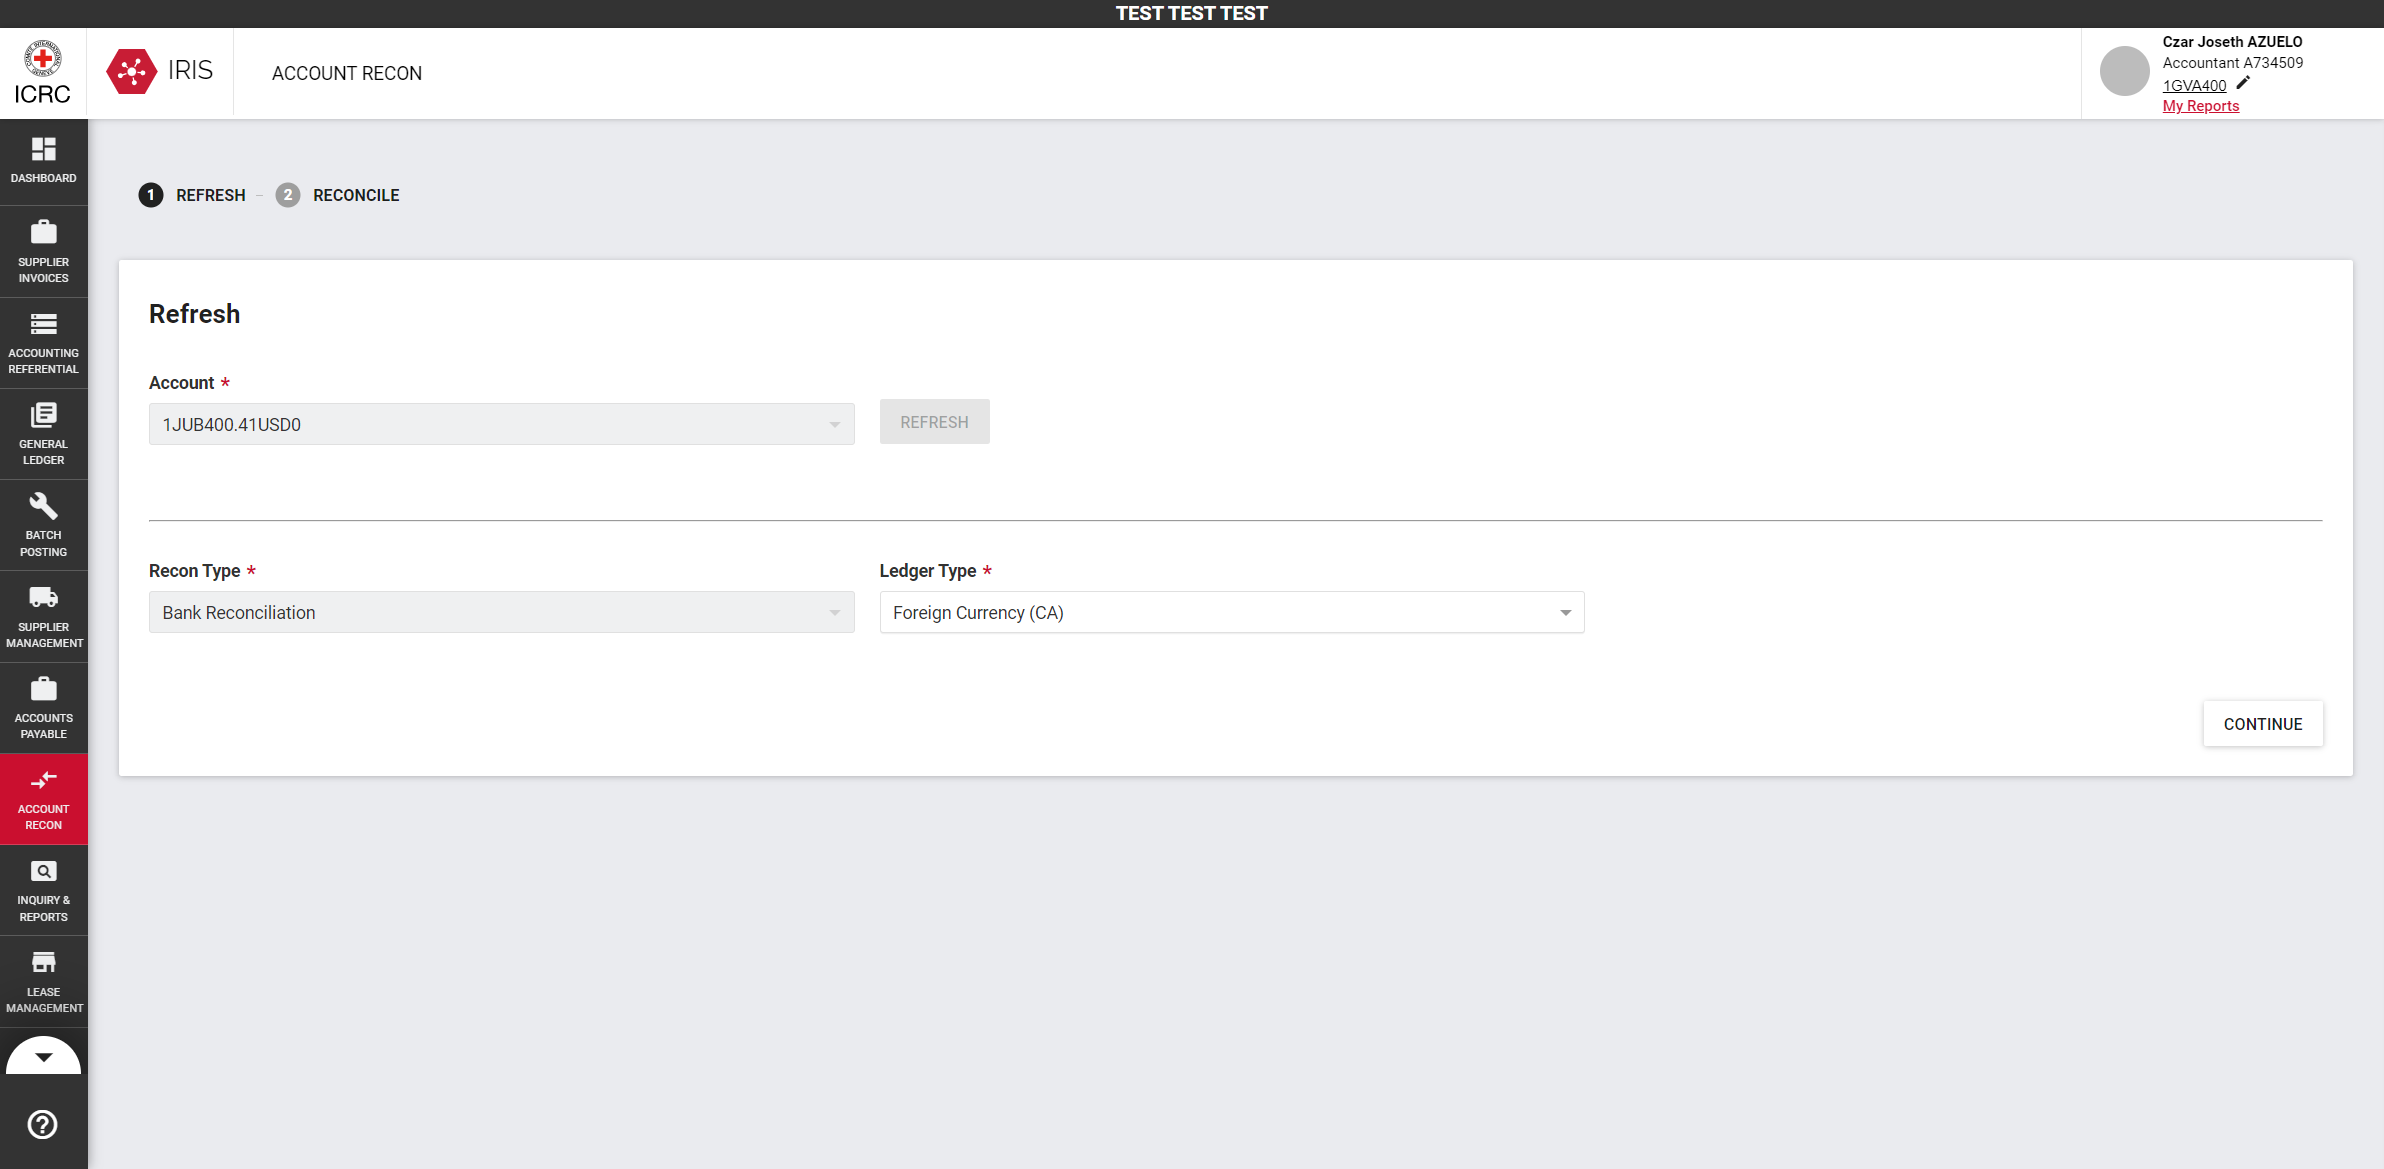 TEST TEST TEST
ICRC
IRIS
ACCOUNT RECON
Czar Joseth AZUELO
Accountant A734509
1GVA400
My Reports
DASHBOARD
SUPPLIER
INVOICES
ACCOUNTING
REFERENTIAL
GENERAL
LEDGER
BATCH
POSTING
SUPPLIER
MANAGEMENT
ACCOUNTS
PAYABLE
ACCOUNT
RECON
INQUIRY &
REPORTS
LEASE
MANAGEMENT
1 REFRESH – 2 RECONCILE
Refresh
Account *
1JUB400.41USD0
REFRESH
Recon Type *
Ledger Type *
Bank Reconciliation
Foreign Currency (CA)
CONTINUE